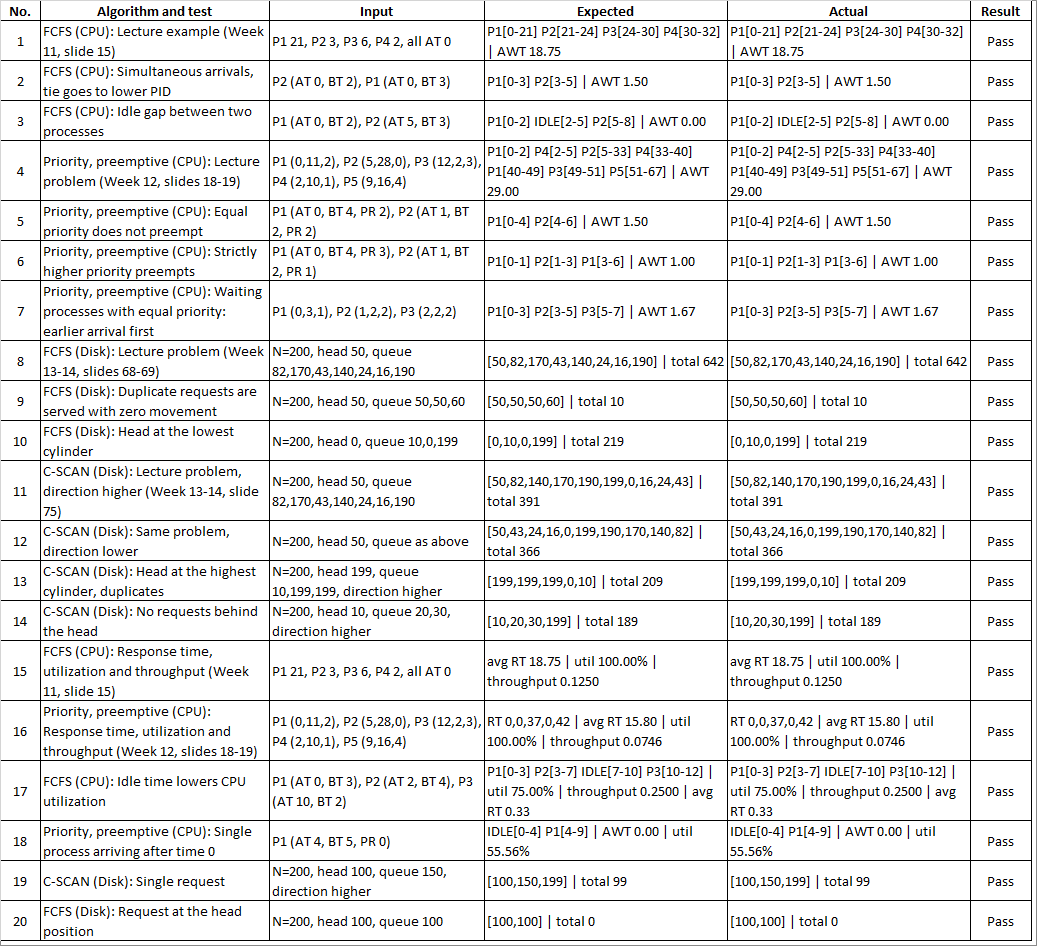 No. Algorithm and test Input Expected Actual Result
1 FCFS (CPU): Lecture example (Week 11, slide 15) P1 21, P2 3, P3 6, P4 2, all AT 0 P1[0-21] P2[21-24] P3[24-30] P4[30-32] | AWT 18.75 P1[0-21] P2[21-24] P3[24-30] P4[30-32] | AWT 18.75 Pass
2 FCFS (CPU): Simultaneous arrivals, tie goes to lower PID P2 (AT 0, BT 2), P1 (AT 0, BT 3) P1[0-3] P2[3-5] | AWT 1.50 P1[0-3] P2[3-5] | AWT 1.50 Pass
3 FCFS (CPU): Idle gap between two processes P1 (AT 0, BT 2), P2 (AT 5, BT 3) P1[0-2] IDLE[2-5] P2[5-8] | AWT 0.00 P1[0-2] IDLE[2-5] P2[5-8] | AWT 0.00 Pass
4 Priority, preemptive (CPU): Lecture problem (Week 12, slides 18-19) P1 (0,11,2), P2 (5,28,0), P3 (12,2,3), P4 (2,10,1), P5 (9,16,4) P1[0-2] P4[2-5] P2[5-33] P4[33-40] P1[40-49] P3[49-51] P5[51-67] | AWT 29.00 P1[0-2] P4[2-5] P2[5-33] P4[33-40] P1[40-49] P3[49-51] P5[51-67] | AWT 29.00 Pass
5 Priority, preemptive (CPU): Equal priority does not preempt P1 (AT 0, BT 4, PR 2), P2 (AT 1, BT 2, PR 2) P1[0-4] P2[4-6] | AWT 1.50 P1[0-4] P2[4-6] | AWT 1.50 Pass
6 Priority, preemptive (CPU): Strictly higher priority preempts P1 (AT 0, BT 4, PR 3), P2 (AT 1, BT 2, PR 1) P1[0-1] P2[1-3] P1[3-6] | AWT 1.00 P1[0-1] P2[1-3] P1[3-6] | AWT 1.00 Pass
7 Priority, preemptive (CPU): Waiting processes with equal priority: earlier arrival first P1 (0,3,1), P2 (1,2,2), P3 (2,2,2) P1[0-3] P2[3-5] P3[5-7] | AWT 1.67 P1[0-3] P2[3-5] P3[5-7] | AWT 1.67 Pass
8 FCFS (Disk): Lecture problem (Week 13-14, slides 68-69) N=200, head 50, queue 82,170,43,140,24,16,190 [50,82,170,43,140,24,16,190] | total 642 [50,82,170,43,140,24,16,190] | total 642 Pass
9 FCFS (Disk): Duplicate requests are served with zero movement N=200, head 50, queue 50,50,60 [50,50,50,60] | total 10 [50,50,50,60] | total 10 Pass
10 FCFS (Disk): Head at the lowest cylinder N=200, head 0, queue 10,0,199 [0,10,0,199] | total 219 [0,10,0,199] | total 219 Pass
11 C-SCAN (Disk): Lecture problem, direction higher (Week 13-14, slide 75) N=200, head 50, queue 82,170,43,140,24,16,190 [50,82,140,170,190,199,0,16,24,43] | total 391 [50,82,140,170,190,199,0,16,24,43] | total 391 Pass
12 C-SCAN (Disk): Same problem, direction lower N=200, head 50, queue as above [50,43,24,16,0,199,190,170,140,82] | total 366 [50,43,24,16,0,199,190,170,140,82] | total 366 Pass
13 C-SCAN (Disk): Head at the highest cylinder, duplicates N=200, head 199, queue 10,199,199, direction higher [199,199,199,0,10] | total 209 [199,199,199,0,10] | total 209 Pass
14 C-SCAN (Disk): No requests behind the head N=200, head 10, queue 20,30, direction higher [10,20,30,199] | total 189 [10,20,30,199] | total 189 Pass
15 FCFS (CPU): Response time, utilization and throughput (Week 11, slide 15) P1 21, P2 3, P3 6, P4 2, all AT 0 avg RT 18.75 | util 100.00% | throughput 0.1250 avg RT 18.75 | util 100.00% | throughput 0.1250 Pass
16 Priority, preemptive (CPU): Response time, utilization and throughput (Week 12, slides 18-19) P1 (0,11,2), P2 (5,28,0), P3 (12,2,3), P4 (2,10,1), P5 (9,16,4) RT 0,0,37,0,42 | avg RT 15.80 | util 100.00% | throughput 0.0746 RT 0,0,37,0,42 | avg RT 15.80 | util 100.00% | throughput 0.0746 Pass
17 FCFS (CPU): Idle time lowers CPU utilization P1 (AT 0, BT 3), P2 (AT 2, BT 4), P3 (AT 10, BT 2) P1[0-3] P2[3-7] IDLE[7-10] P3[10-12] | util 75.00% | throughput 0.2500 | avg RT 0.33 P1[0-3] P2[3-7] IDLE[7-10] P3[10-12] | util 75.00% | throughput 0.2500 | avg RT 0.33 Pass
18 Priority, preemptive (CPU): Single process arriving after time 0 P1 (AT 4, BT 5, PR 0) IDLE[0-4] P1[4-9] | AWT 0.00 | util 55.56% IDLE[0-4] P1[4-9] | AWT 0.00 | util 55.56% Pass
19 C-SCAN (Disk): Single request N=200, head 100, queue 150, direction higher [100,150,199] | total 99 [100,150,199] | total 99 Pass
20 FCFS (Disk): Request at the head position N=200, head 100, queue 100 [100,100] | total 0 [100,100] | total 0 Pass